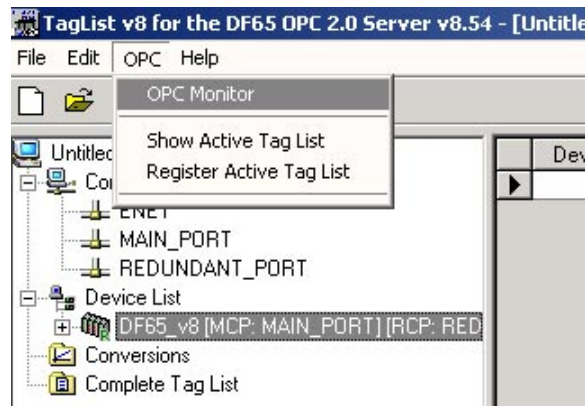 TagList v8 for the DF65 OPC 2.0 Server v8.54 - [Untitle
File Edit OPC Help
OPC Monitor
Show Active Tag List
Register Active Tag List
Untitled
Dev
ENET
MAIN_PORT
REDUNDANT_PORT
Device List
DF65_v8 [MCP: MAIN_PORT] [RCP: RED
Conversions
Complete Tag List